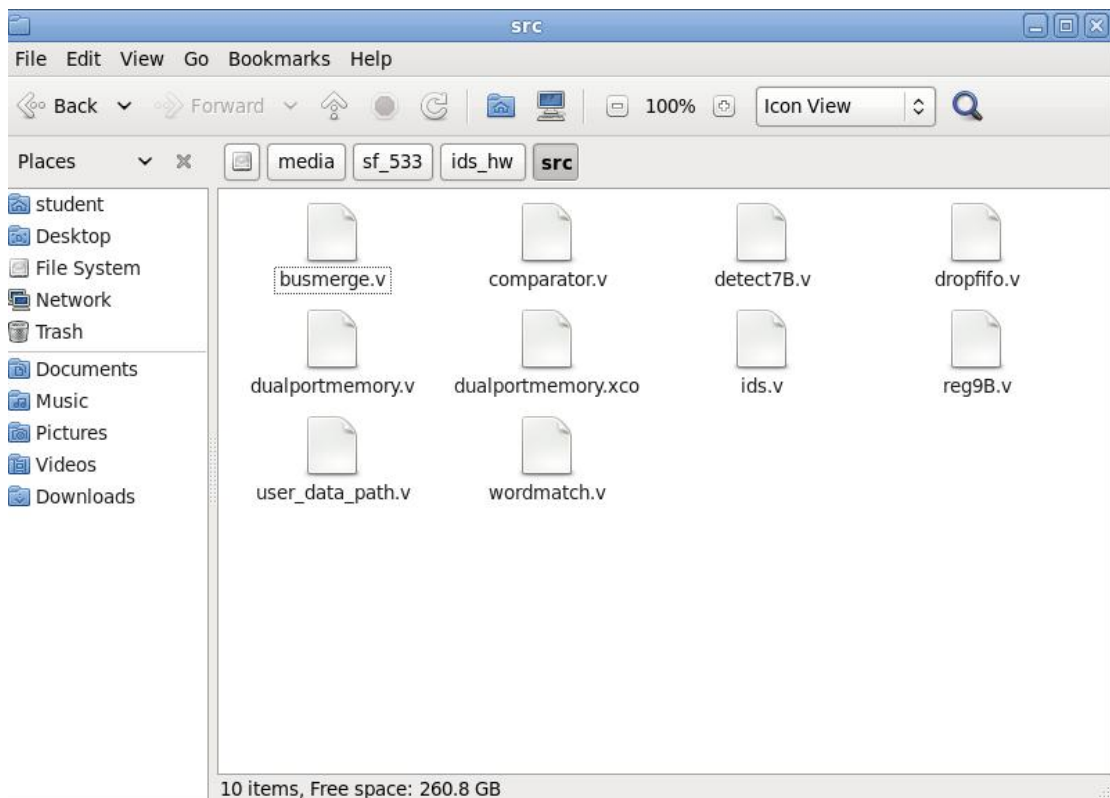 src
File Edit View Go Bookmarks Help
Back Forward 100% Icon View
Places media sf_533 ids_hw src
student
Desktop
File System
Network
Trash
Documents
Music
Pictures
Videos
Downloads
busmerge.v comparator.v detect7B.v dropfifo.v
dualportmemory.v dualportmemory.xco ids.v reg9B.v
user_data_path.v wordmatch.v
10 items, Free space: 260.8 GB